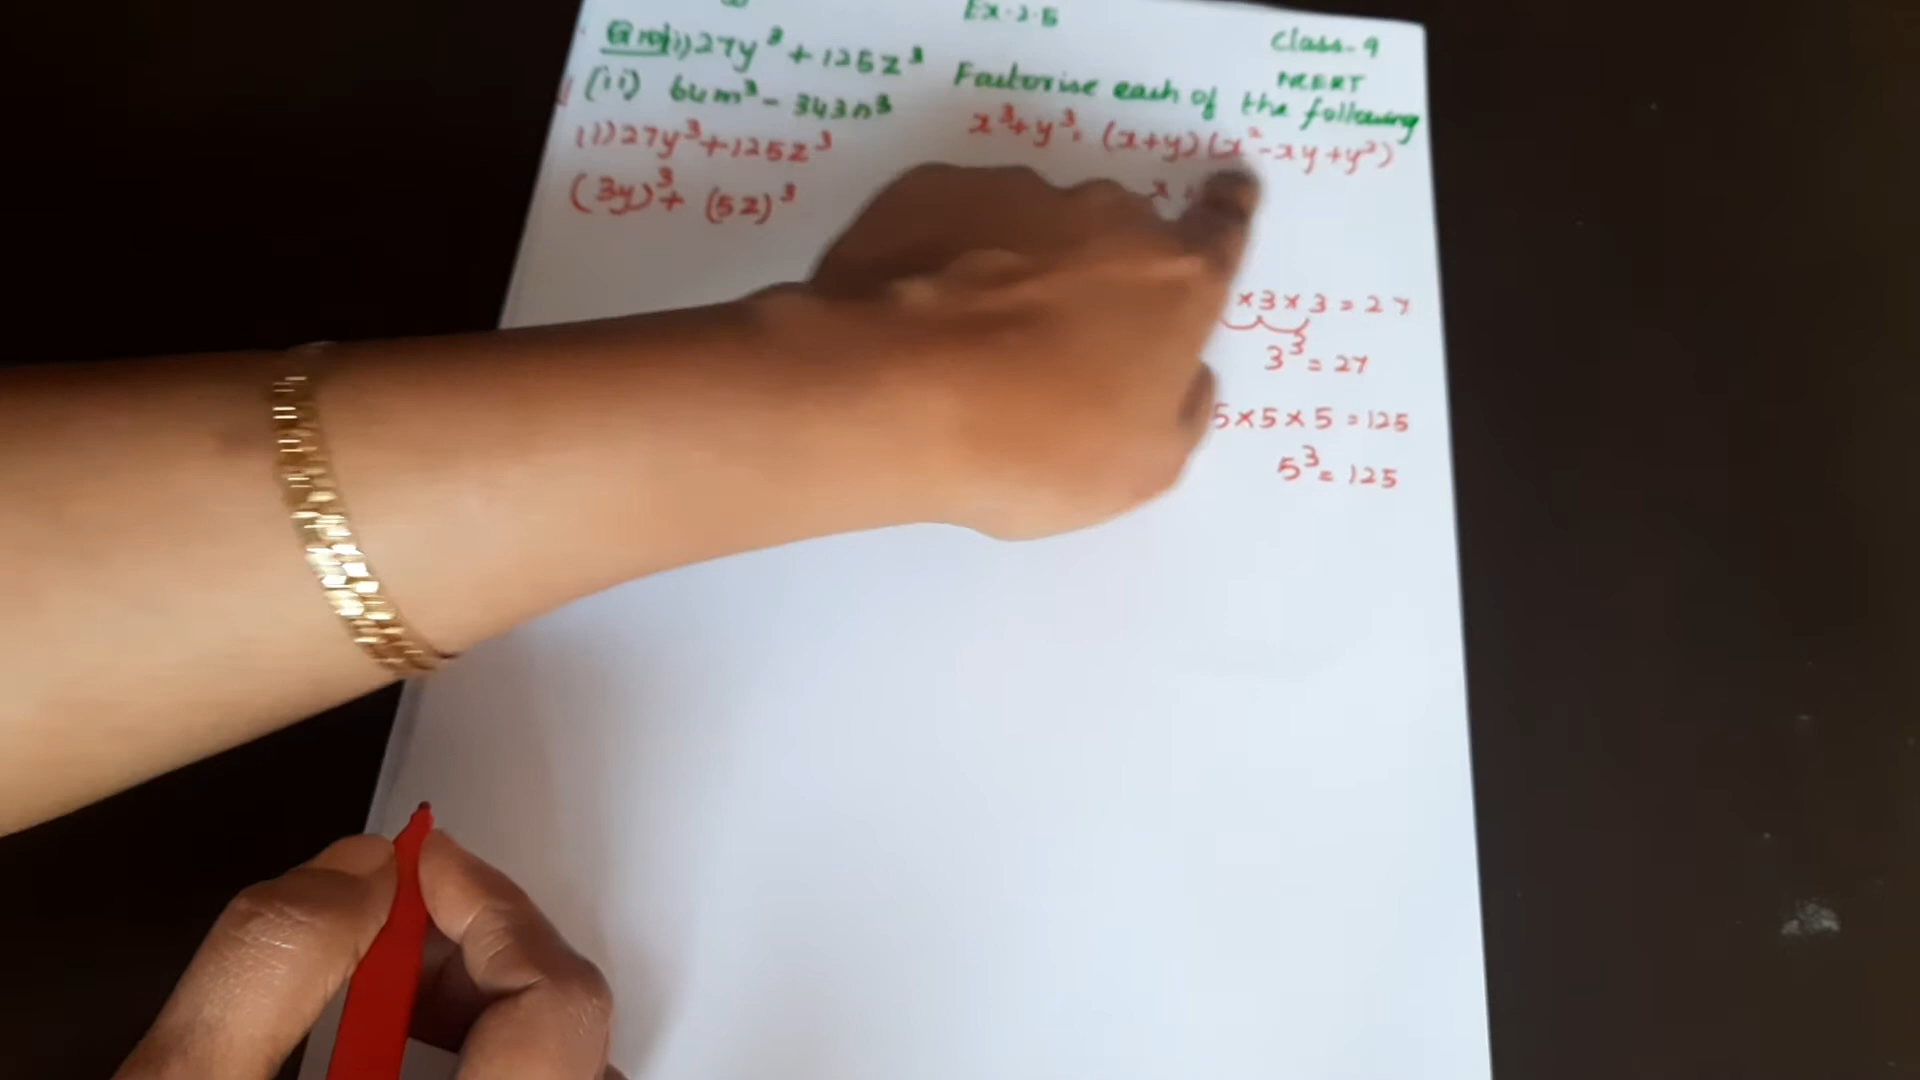 Ex.2.5
Class-9
Q10(i) 27y³ + 125z³
NCERT
Factorise each of the following
(ii) 64m³ - 343n³
x³+y³= (x+y)(x²-xy+y²)
(i) 27y³+125z³
x
(3y)³+ (5z)³
×3×3=27
3³=27
5×5×5=125
5³=125